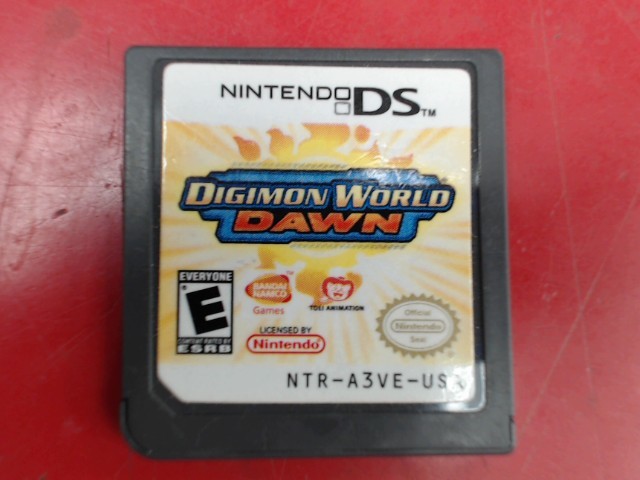 NINTENDO DS™
DIGIMON WORLD
DAWN
EVERYONE
E
CONTENT RATED BY
ESRB
BANDAI
NAMCO
Games
TOEI ANIMATION
LICENSED BY
Nintendo
Official
Nintendo
Seal
NTR-A3VE-USA